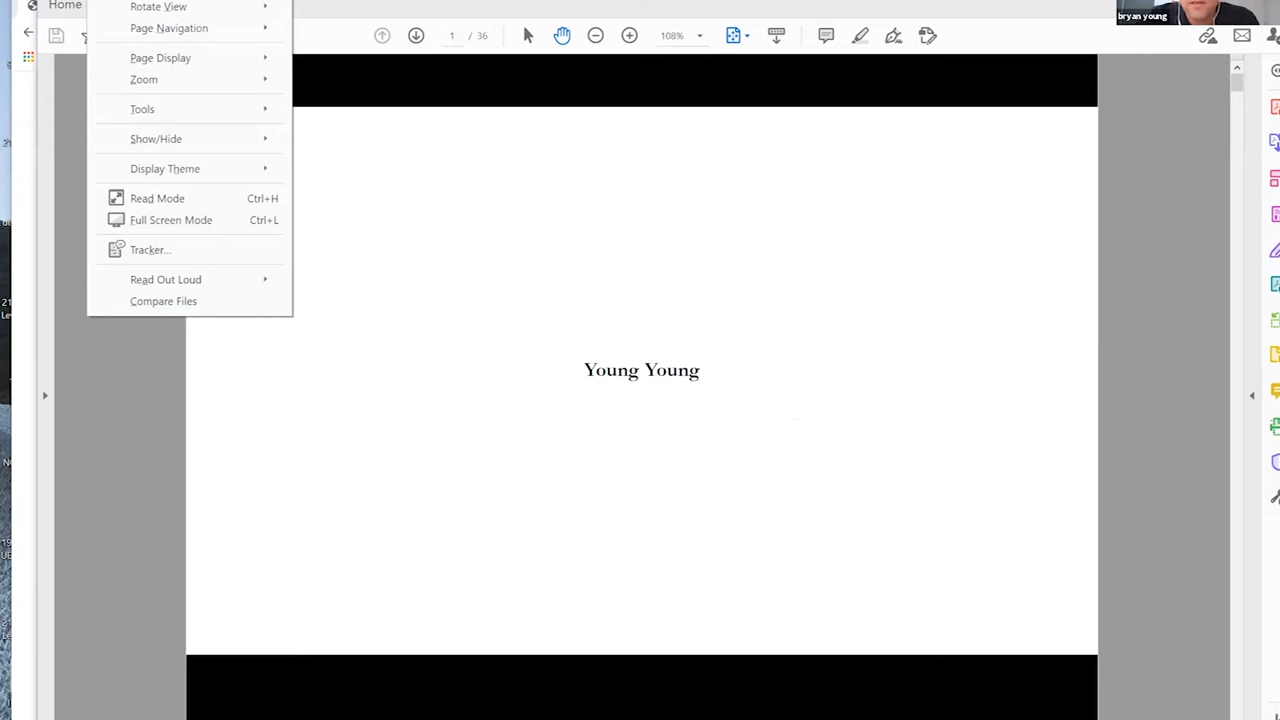 Home
bryan young
Rotate View
Page Navigation
1 / 36
108%
Page Display
Zoom
Tools
Show/Hide
Display Theme
Read Mode Ctrl+H
Full Screen Mode Ctrl+L
Tracker...
Read Out Loud
Compare Files
Young Young